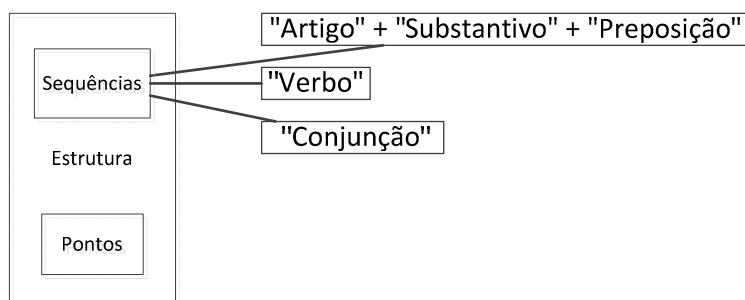 "Artigo" + "Substantivo" + "Preposição"
Sequências
"Verbo"
"Conjunção"
Estrutura
Pontos